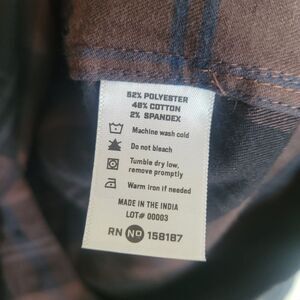 52% POLYESTER
46% COTTON
2% SPANDEX
Machine wash cold
Do not bleach
Tumble dry low,
remove promptly
Warm iron if needed
MADE IN THE INDIA
LOT# 00003
RN No 158187